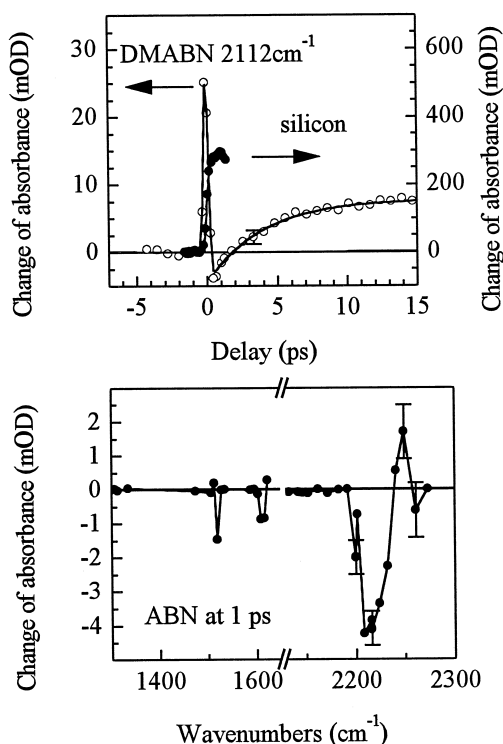 Change of absorbance (mOD)
30
20
10
0
DMABN 2112cm-1
silicon
600
400
200
0
Change of absorbance (mOD)
-5 0 5 10 15
Delay (ps)
Change of absorbance (mOD)
2
1
0
-1
-2
-3
-4
ABN at 1 ps
1400 1600 2200 2300
Wavenumbers (cm-1)